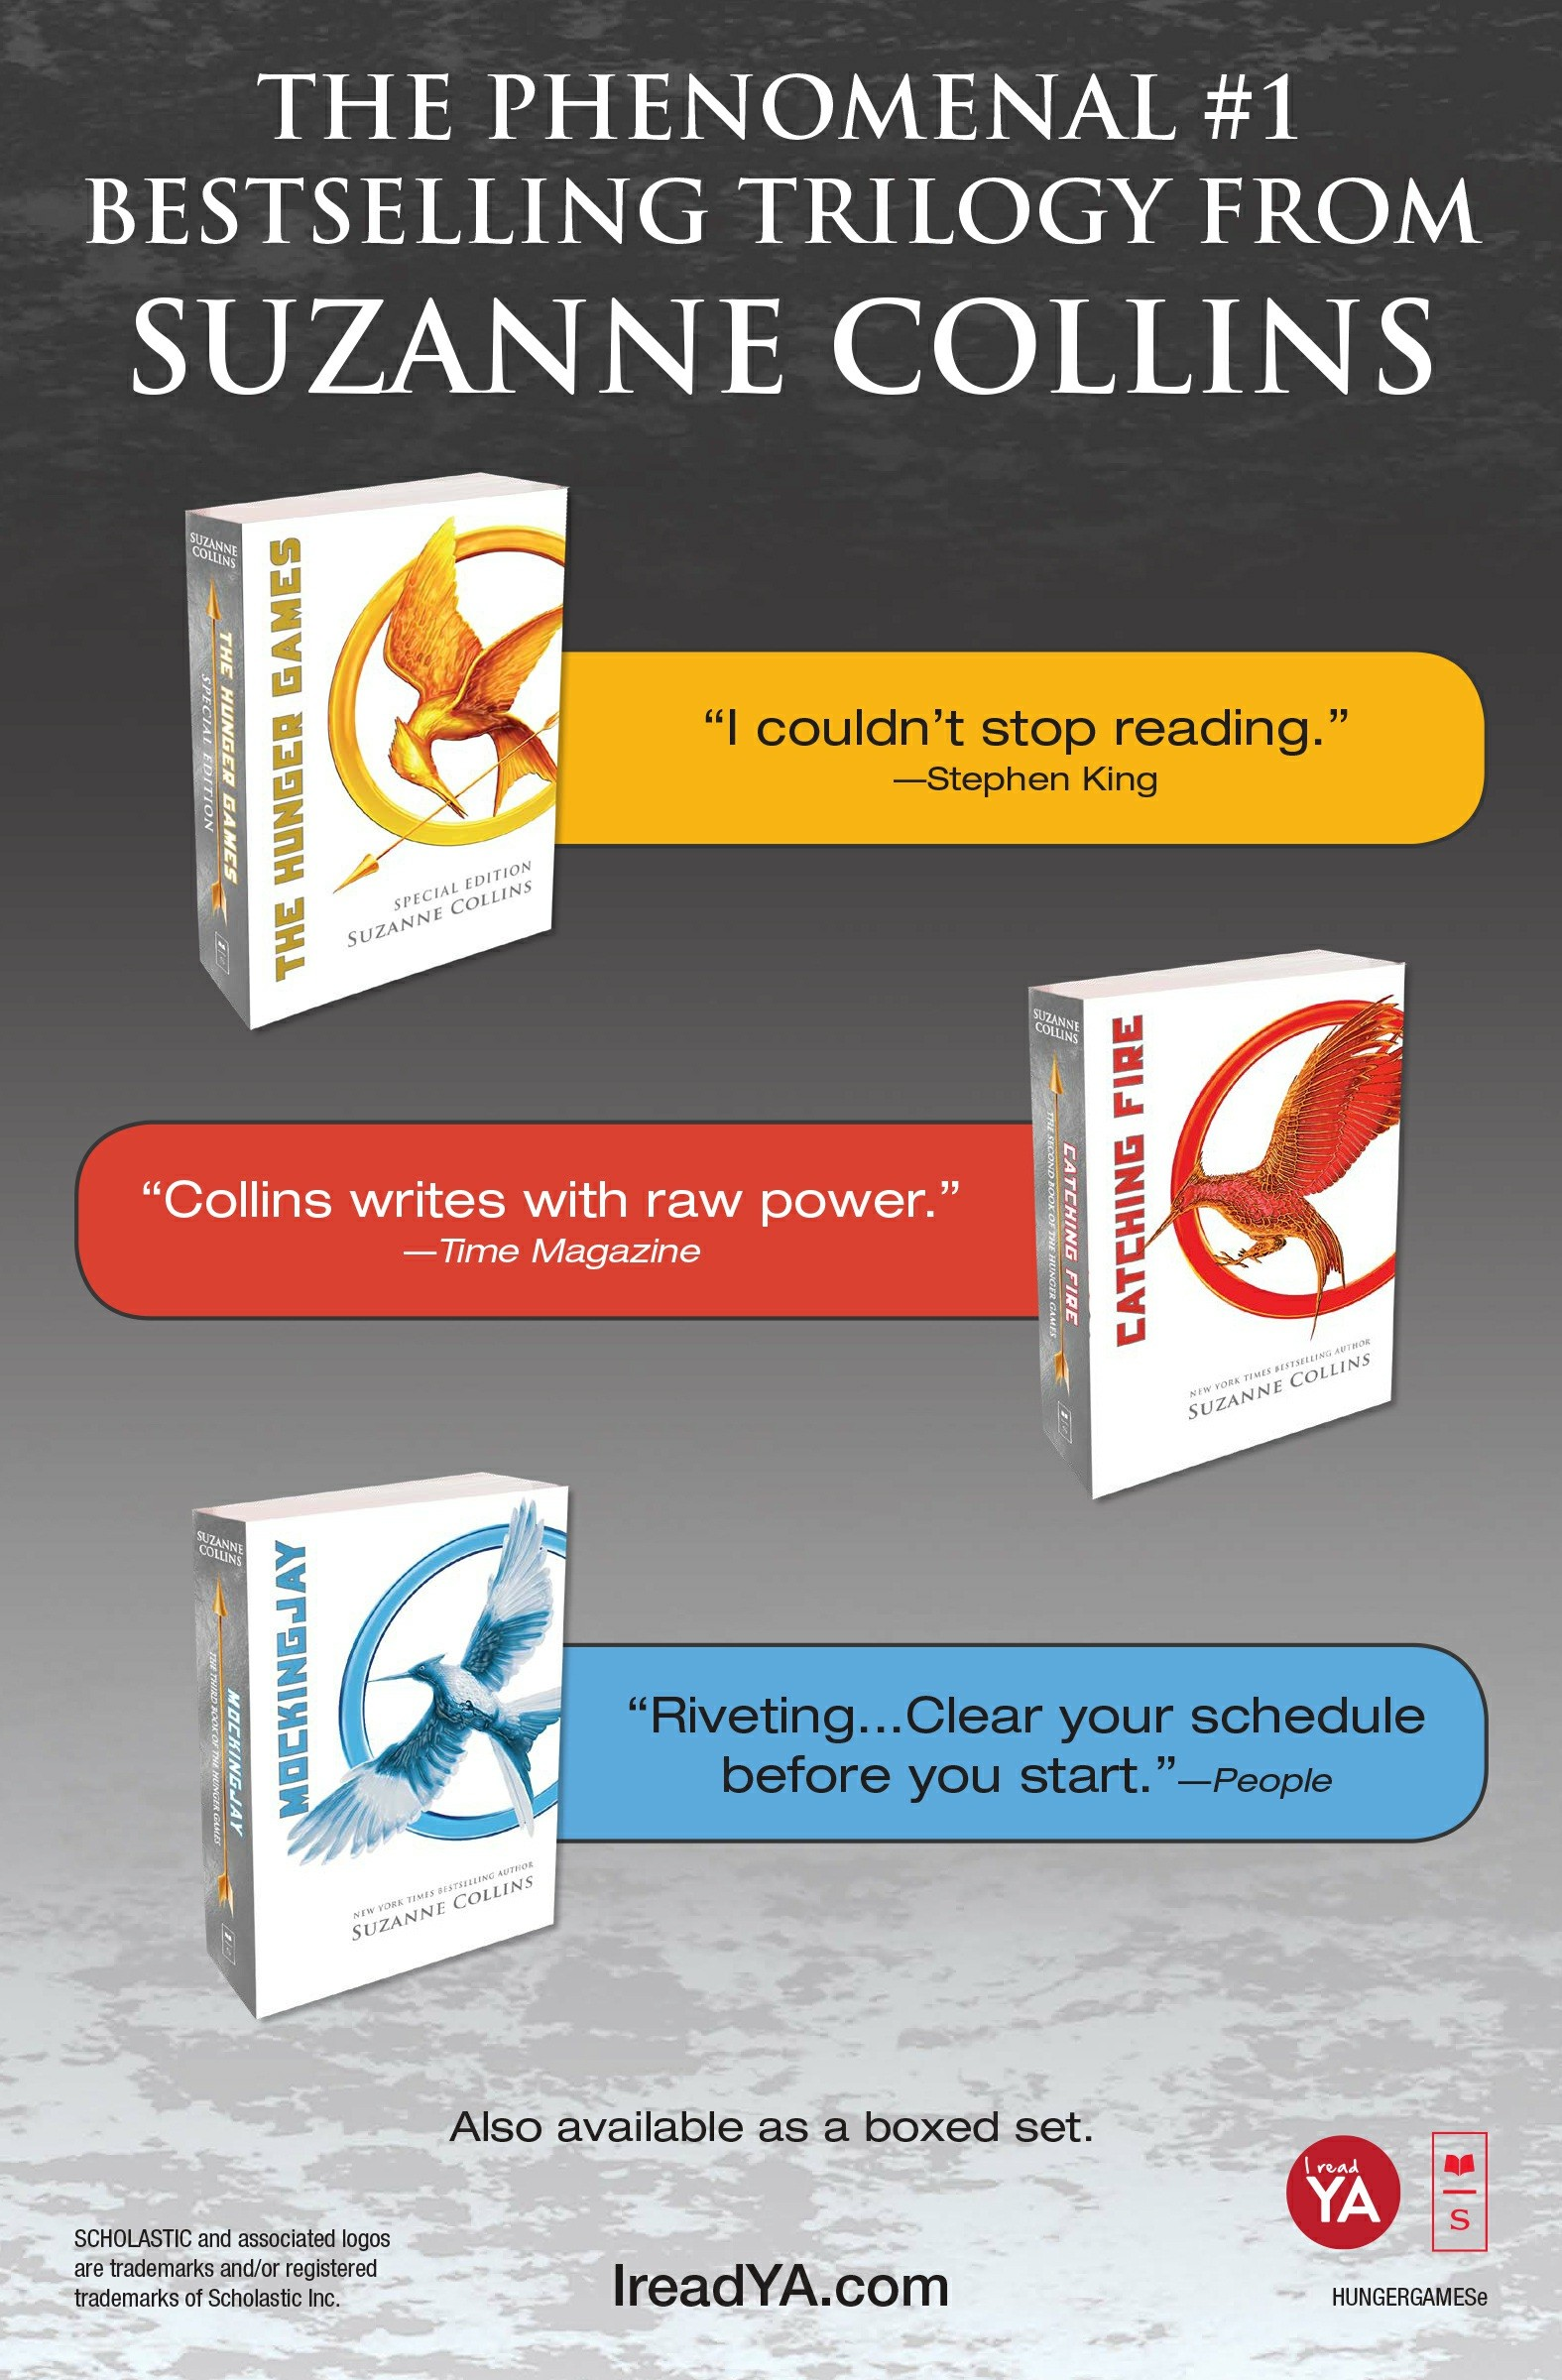 THE PHENOMENAL #1
BESTSELLING TRILOGY FROM
SUZANNE COLLINS
SUZANNE
COLLINS
THE HUNGER GAMES
SPECIAL EDITION
THE HUNGER GAMES
SPECIAL EDITION
SUZANNE COLLINS
“I couldn’t stop reading.”
—Stephen King
“Collins writes with raw power.”
—Time Magazine
SUZANNE
COLLINS
CATCHING FIRE
THE SECOND BOOK OF THE HUNGER GAMES
CATCHING FIRE
NEW YORK TIMES BESTSELLING AUTHOR
SUZANNE COLLINS
SUZANNE
COLLINS
MOCKINGJAY
THE THIRD BOOK OF THE HUNGER GAMES
MOCKINGJAY
NEW YORK TIMES BESTSELLING AUTHOR
SUZANNE COLLINS
“Riveting...Clear your schedule
before you start.”—People
Also available as a boxed set.
I read
YA
S
SCHOLASTIC and associated logos
are trademarks and/or registered
trademarks of Scholastic Inc.
IreadYA.com
HUNGERGAMESe